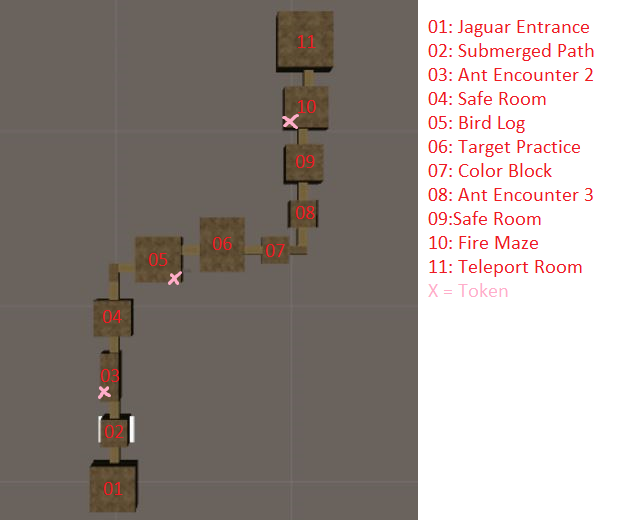 11
10
09
08
07
06
05
04
03
02
01
01: Jaguar Entrance
02: Submerged Path
03: Ant Encounter 2
04: Safe Room
05: Bird Log
06: Target Practice
07: Color Block
08: Ant Encounter 3
09:Safe Room
10: Fire Maze
11: Teleport Room
X = Token